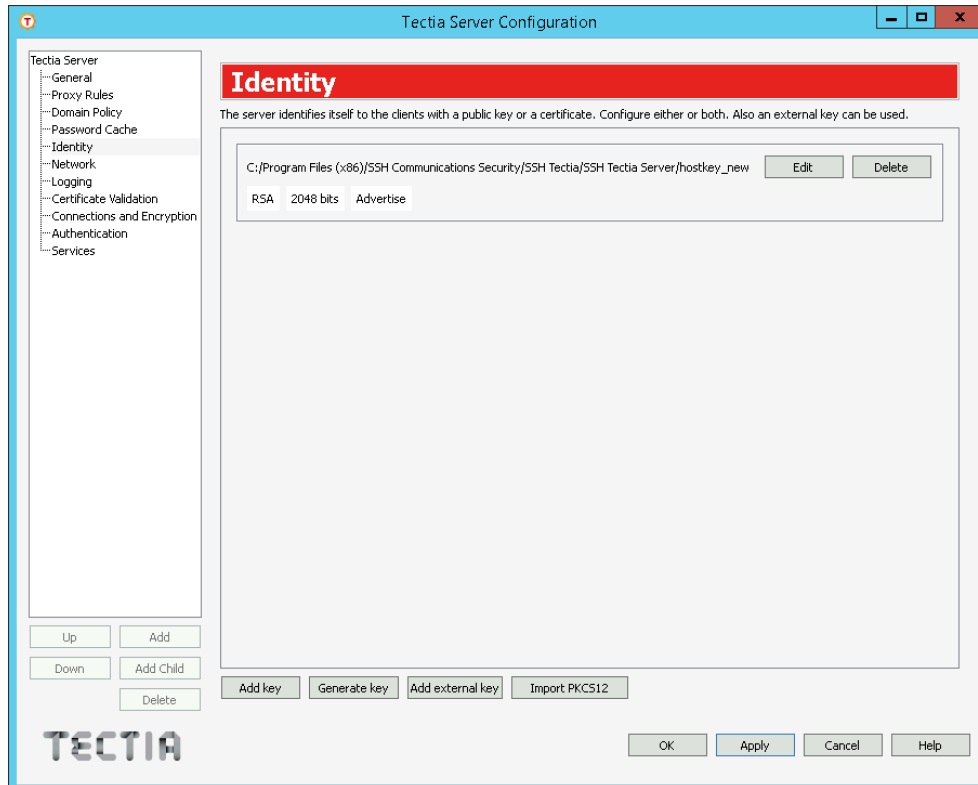 T
Tectia Server Configuration
Tectia Server
General
Proxy Rules
Domain Policy
Password Cache
Identity
Network
Logging
Certificate Validation
Connections and Encryption
Authentication
Services
Up Add
Down Add Child
Delete
TECTIA
Identity
The server identifies itself to the clients with a public key or a certificate. Configure either or both. Also an external key can be used.
C:/Program Files (x86)/SSH Communications Security/SSH Tectia/SSH Tectia Server/hostkey_new Edit Delete
RSA 2048 bits Advertise
Add key Generate key Add external key Import PKCS12
OK Apply Cancel Help